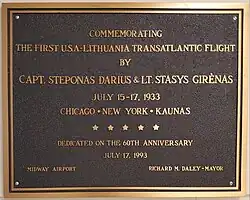 COMMEMORATING
THE FIRST USA-LITHUANIA TRANSATLANTIC FLIGHT
BY
CAPT. STEPONAS DARIUS & LT. STASYS GIRĖNAS
JULY 15-17, 1933
CHICAGO • NEW YORK • KAUNAS
DEDICATED ON THE 60TH ANNIVERSARY
JULY 17, 1993
MIDWAY AIRPORT RICHARD M. DALEY - MAYOR